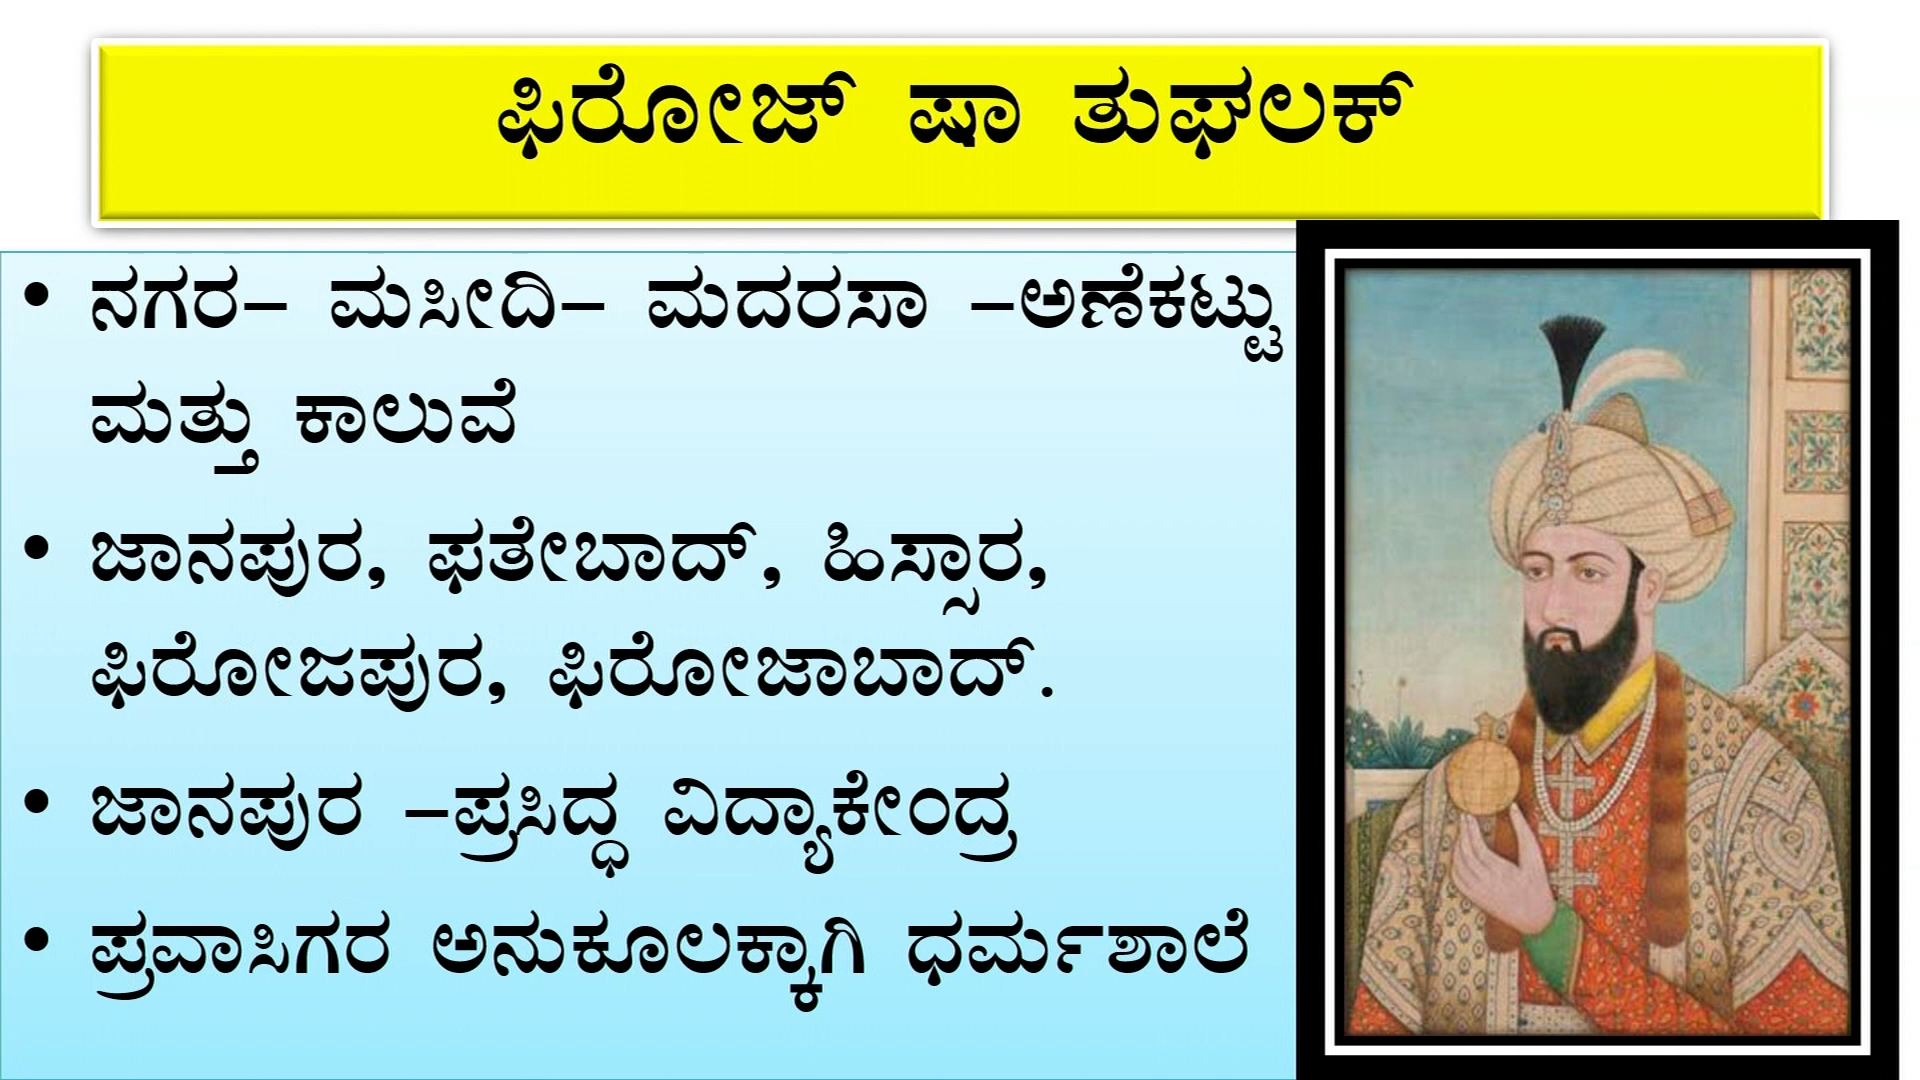 ಫಿರೋಜ್ ಷಾ ತುಘಲಕ್
• ನಗರ– ಮಸೀದಿ– ಮದರಸಾ –ಅಣೆಕಟ್ಟು
ಮತ್ತು ಕಾಲುವೆ
• ಜಾನಪುರ, ಫತೇಬಾದ್, ಹಿಸ್ಸಾರ,
ಫಿರೋಜಪುರ, ಫಿರೋಜಾಬಾದ್.
• ಜಾನಪುರ –ಪ್ರಸಿದ್ಧ ವಿದ್ಯಾಕೇಂದ್ರ
• ಪ್ರವಾಸಿಗರ ಅನುಕೂಲಕ್ಕಾಗಿ ಧರ್ಮಶಾಲೆ